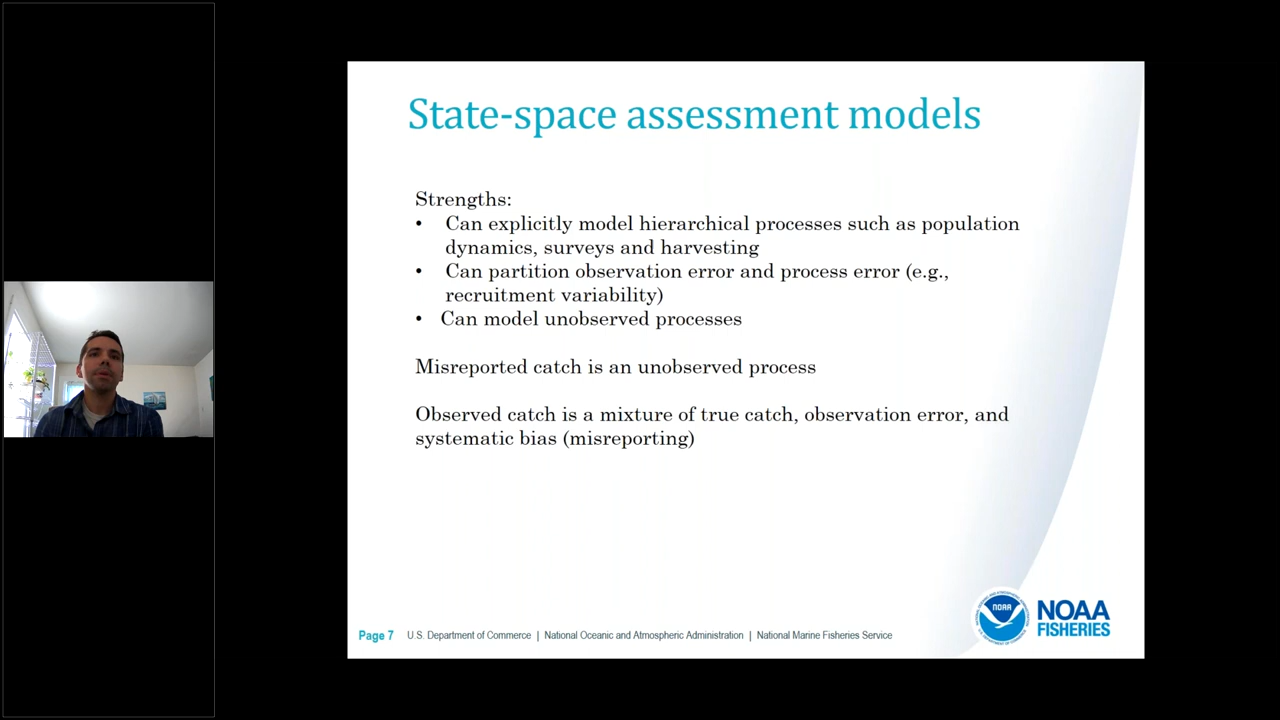 State-space assessment models
Strengths:
• Can explicitly model hierarchical processes such as population
dynamics, surveys and harvesting
• Can partition observation error and process error (e.g.,
recruitment variability)
• Can model unobserved processes
Misreported catch is an unobserved process
Observed catch is a mixture of true catch, observation error, and
systematic bias (misreporting)
NOAA
NOAA
FISHERIES
Page 7 U.S. Department of Commerce | National Oceanic and Atmospheric Administration | National Marine Fisheries Service